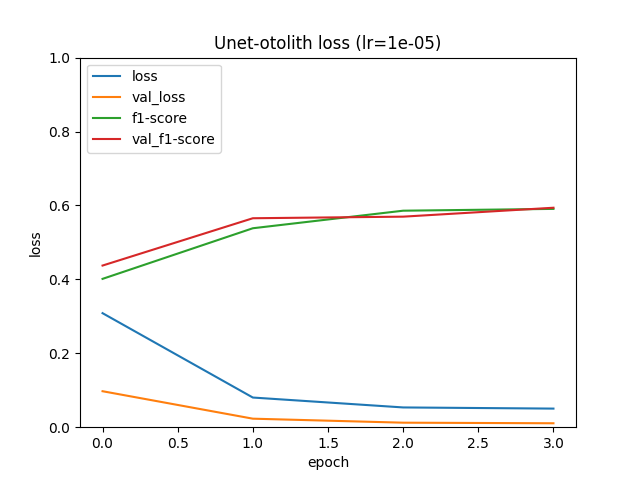 Unet-otolith loss (lr=1e-05)
loss
val_loss
f1-score
val_f1-score
1.0
0.8
0.6
0.4
0.2
0.0
loss
0.0 0.5 1.0 1.5 2.0 2.5 3.0
epoch